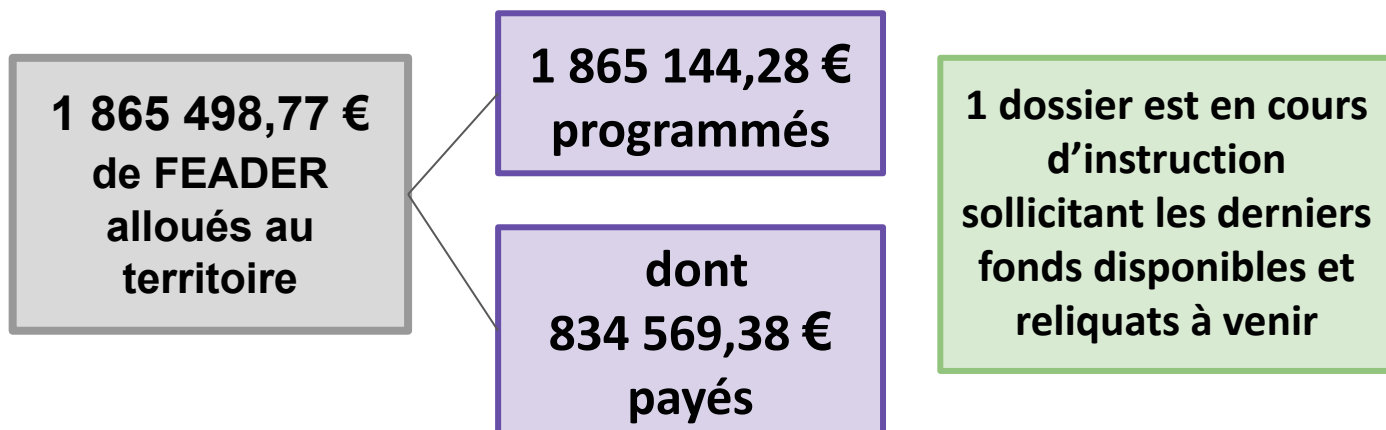 1 865 498,77 €
de FEADER
alloués au
territoire
1 865 144,28 €
programmés
dont
834 569,38 €
payés
1 dossier est en cours
d’instruction
sollicitant les derniers
fonds disponibles et
reliquats à venir